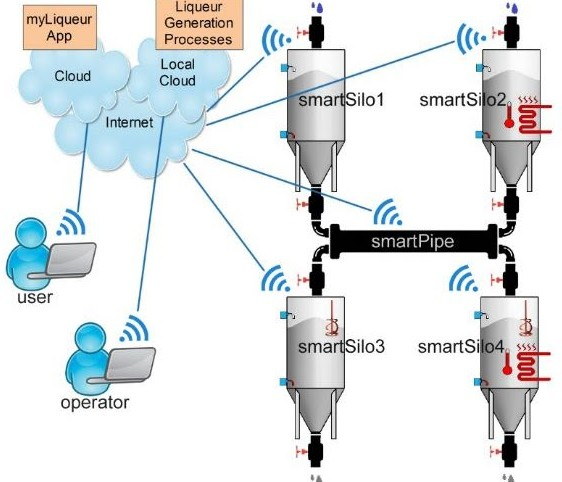 myLiqueur
App
Liqueur
Generation
Processes
Cloud
Local
Cloud
Internet
smartSilo1
smartSilo2
smartPipe
user
smartSilo3
smartSilo4
operator